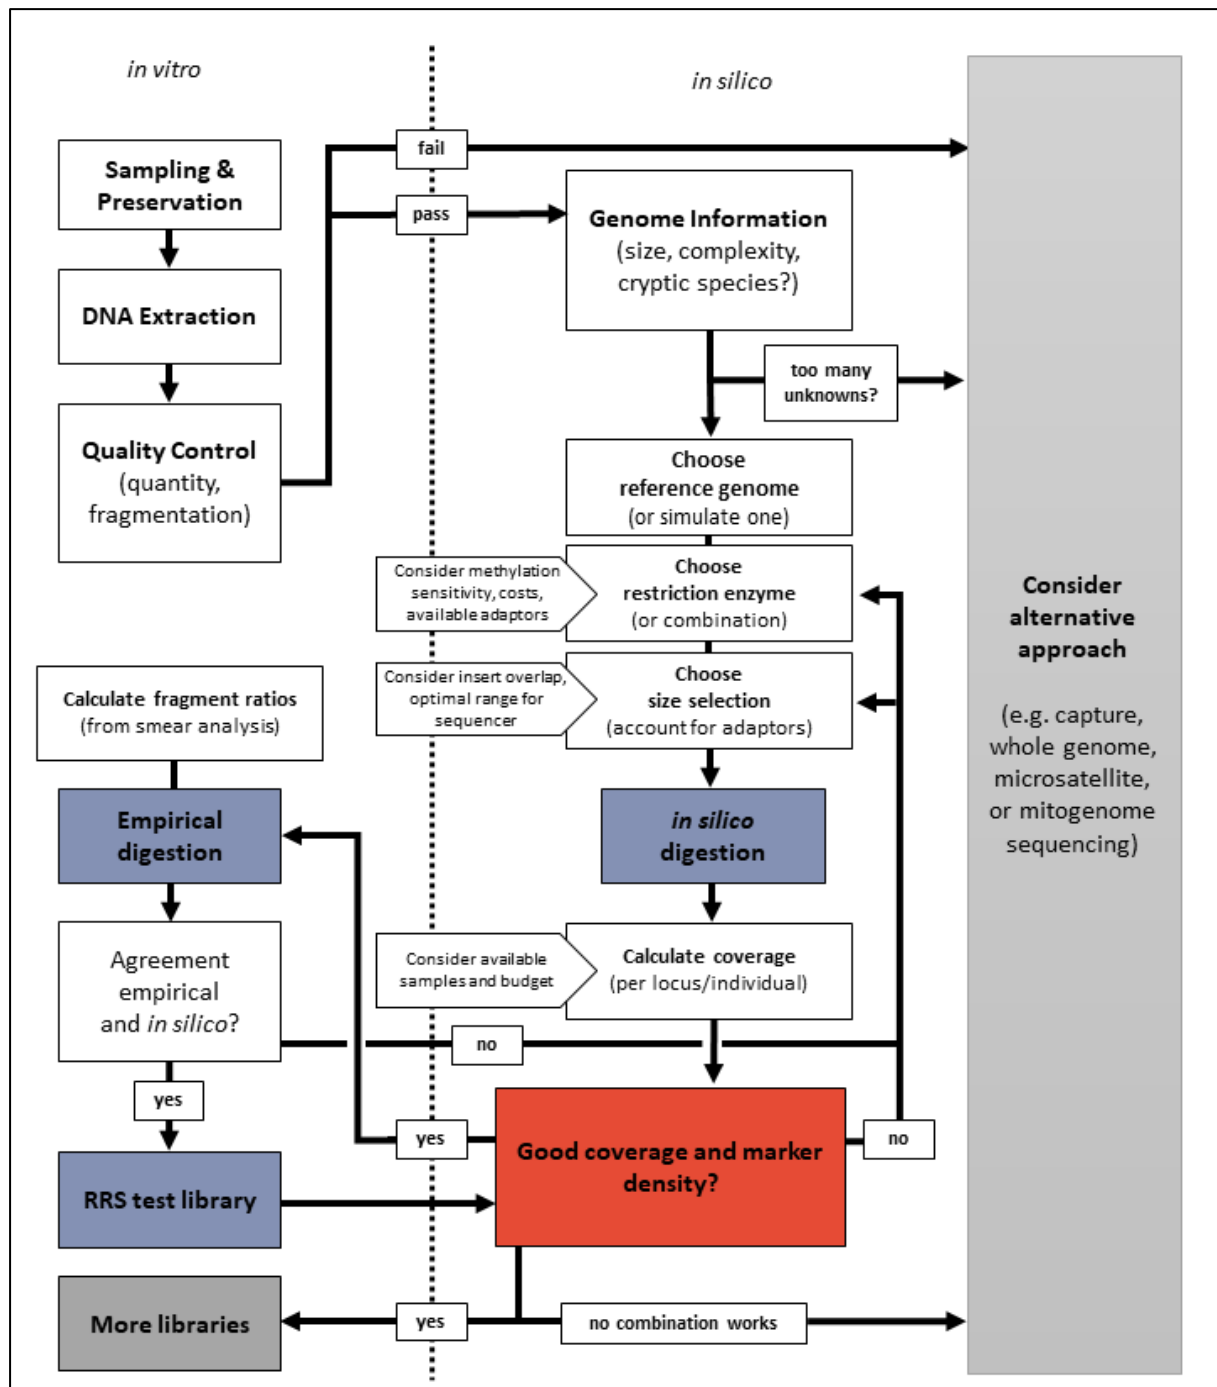 in vitro
in silico
Sampling &
Preservation
DNA Extraction
Quality Control
(quantity,
fragmentation)
fail
pass
Genome Information
(size, complexity,
cryptic species?)
too many
unknowns?
Choose
reference genome
(or simulate one)
Consider methylation
sensitivity, costs,
available adaptors
Choose
restriction enzyme
(or combination)
Consider insert overlap,
optimal range for
sequencer
Choose
size selection
(account for adaptors)
Calculate fragment ratios
(from smear analysis)
Empirical
digestion
in silico
digestion
Agreement
empirical
and in silico?
Consider available
samples and budget
Calculate coverage
(per locus/individual)
no
yes
yes
Good coverage and marker
density?
no
RRS test library
More libraries
yes
no combination works
Consider
alternative
approach
(e.g. capture,
whole genome,
microsatellite,
or mitogenome
sequencing)